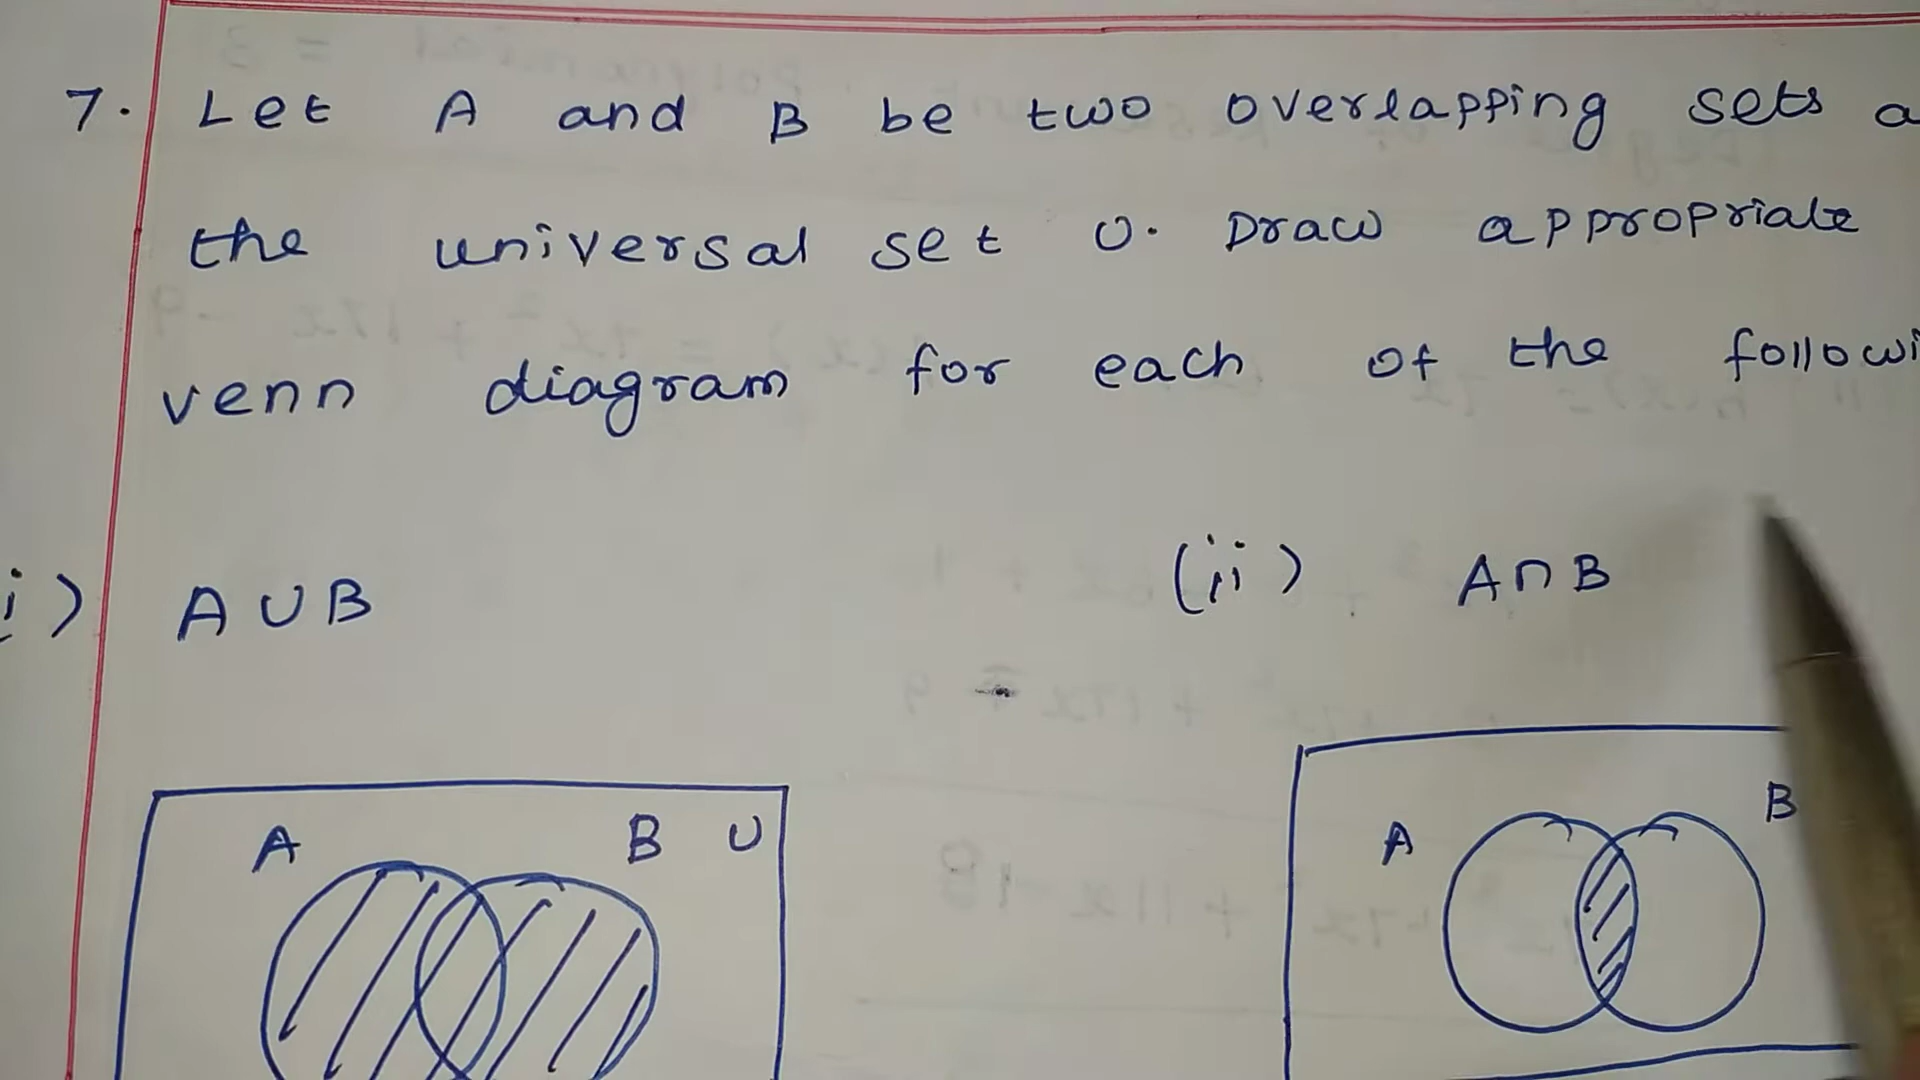 7. Let A and B be two overlapping sets a
the universal set U. Draw appropriate
venn diagram for each of the followi
i) A∪B
(ii) A∩B
A B U
A B